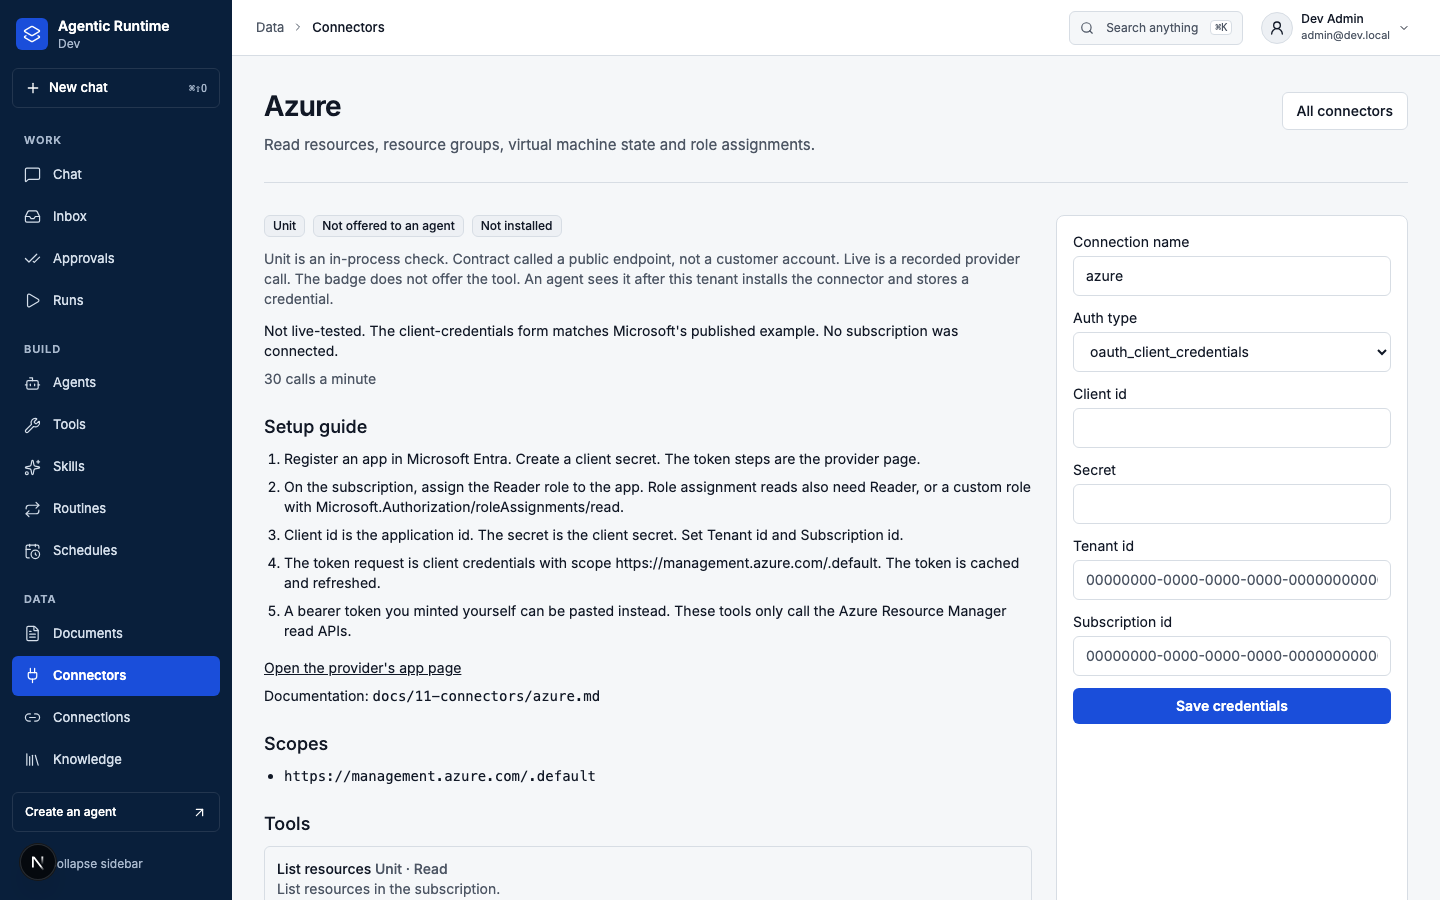 Agentic Runtime
Dev
New chat
⌘⇧O
WORK
Chat
Inbox
Approvals
Runs
BUILD
Agents
Tools
Skills
Routines
Schedules
DATA
Documents
Connectors
Connections
Knowledge
Create an agent
N
ollapse sidebar
Data
Connectors
Search anything
⌘K
Dev Admin
admin@dev.local
Azure
Read resources, resource groups, virtual machine state and role assignments.
All connectors
Unit
Not offered to an agent
Not installed
Unit is an in-process check. Contract called a public endpoint, not a customer account. Live is a recorded provider
call. The badge does not offer the tool. An agent sees it after this tenant installs the connector and stores a
credential.
Not live-tested. The client-credentials form matches Microsoft's published example. No subscription was
connected.
30 calls a minute
Setup guide
1. Register an app in Microsoft Entra. Create a client secret. The token steps are the provider page.
2. On the subscription, assign the Reader role to the app. Role assignment reads also need Reader, or a custom role
with Microsoft.Authorization/roleAssignments/read.
3. Client id is the application id. The secret is the client secret. Set Tenant id and Subscription id.
4. The token request is client credentials with scope https://management.azure.com/.default. The token is cached
and refreshed.
5. A bearer token you minted yourself can be pasted instead. These tools only call the Azure Resource Manager
read APIs.
Open the provider's app page
Documentation: docs/11-connectors/azure.md
Scopes
• https://management.azure.com/.default
Tools
List resources Unit · Read
List resources in the subscription.
Connection name
azure
Auth type
oauth_client_credentials
Client id
Secret
Tenant id
00000000-0000-0000-0000-0000000000
Subscription id
00000000-0000-0000-0000-0000000000
Save credentials